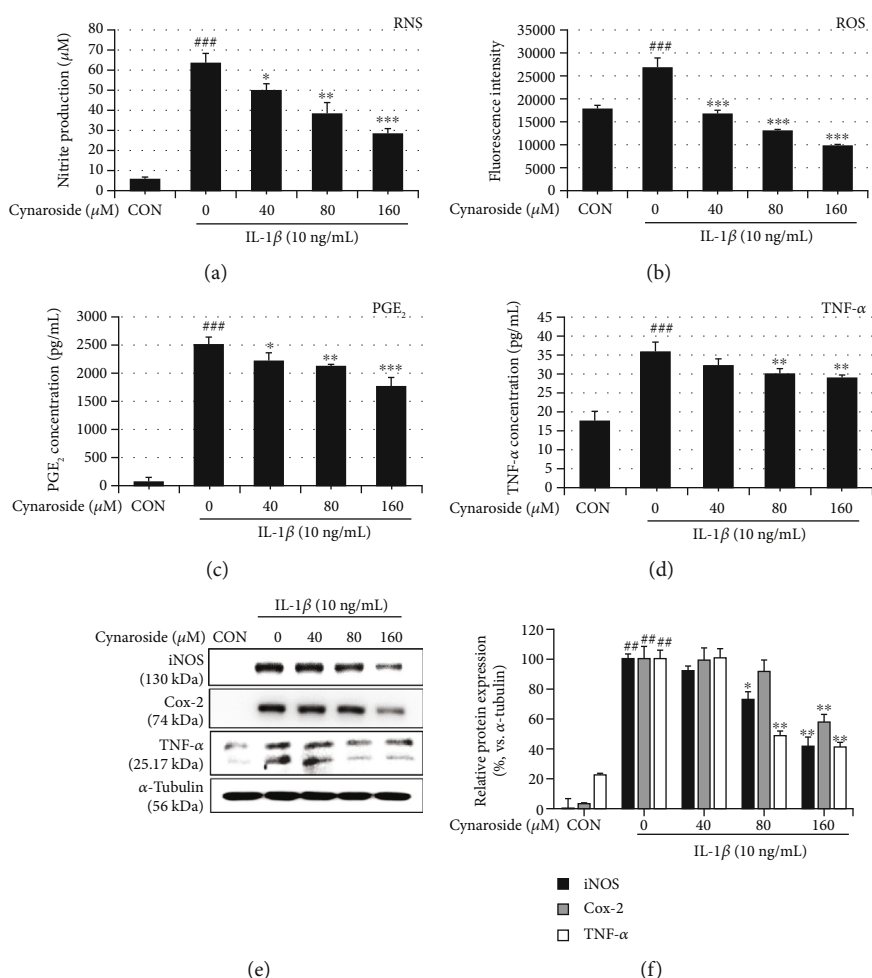 RNS
Nitrite production (μM)
80
70
60
50
40
30
20
10
0
###
*
**
***
Cynaroside (μM) CON 0 40 80 160
IL-1β (10 ng/mL)
(a)
ROS
Fluorescence intensity
35000
30000
25000
20000
15000
10000
5000
0
###
***
***
***
Cynaroside (μM) CON 0 40 80 160
IL-1β (10 ng/mL)
(b)
PGE₂
PGE₂ concentration (pg/mL)
3000
2500
2000
1500
1000
500
0
###
*
**
***
Cynaroside (μM) CON 0 40 80 160
IL-1β (10 ng/mL)
(c)
TNF-α
TNF-α concentration (pg/mL)
45
40
35
30
25
20
15
10
5
0
###
**
**
Cynaroside (μM) CON 0 40 80 160
IL-1β (10 ng/mL)
(d)
IL-1β (10 ng/mL)
Cynaroside (μM) CON 0 40 80 160
iNOS
(130 kDa)
Cox-2
(74 kDa)
TNF-α
(25.17 kDa)
α-Tubulin
(56 kDa)
(e)
Relative protein expression
(%, vs. α-tubulin)
120
100
80
60
40
20
0
## ## ##
*
**
** ** **
Cynaroside (μM) CON 0 40 80 160
IL-1β (10 ng/mL)
iNOS
Cox-2
TNF-α
(f)